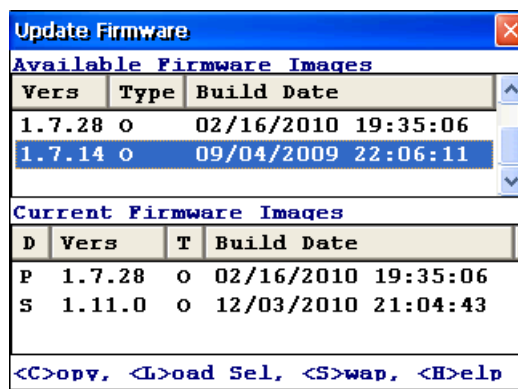 Update Firmware
Available Firmware Images
Vers Type Build Date
1.7.28 O 02/16/2010 19:35:06
1.7.14 O 09/04/2009 22:06:11
Current Firmware Images
D Vers T Build Date
P 1.7.28 O 02/16/2010 19:35:06
S 1.11.0 O 12/03/2010 21:04:43
<C>opy, <L>oad Sel, <S>wap, <H>elp